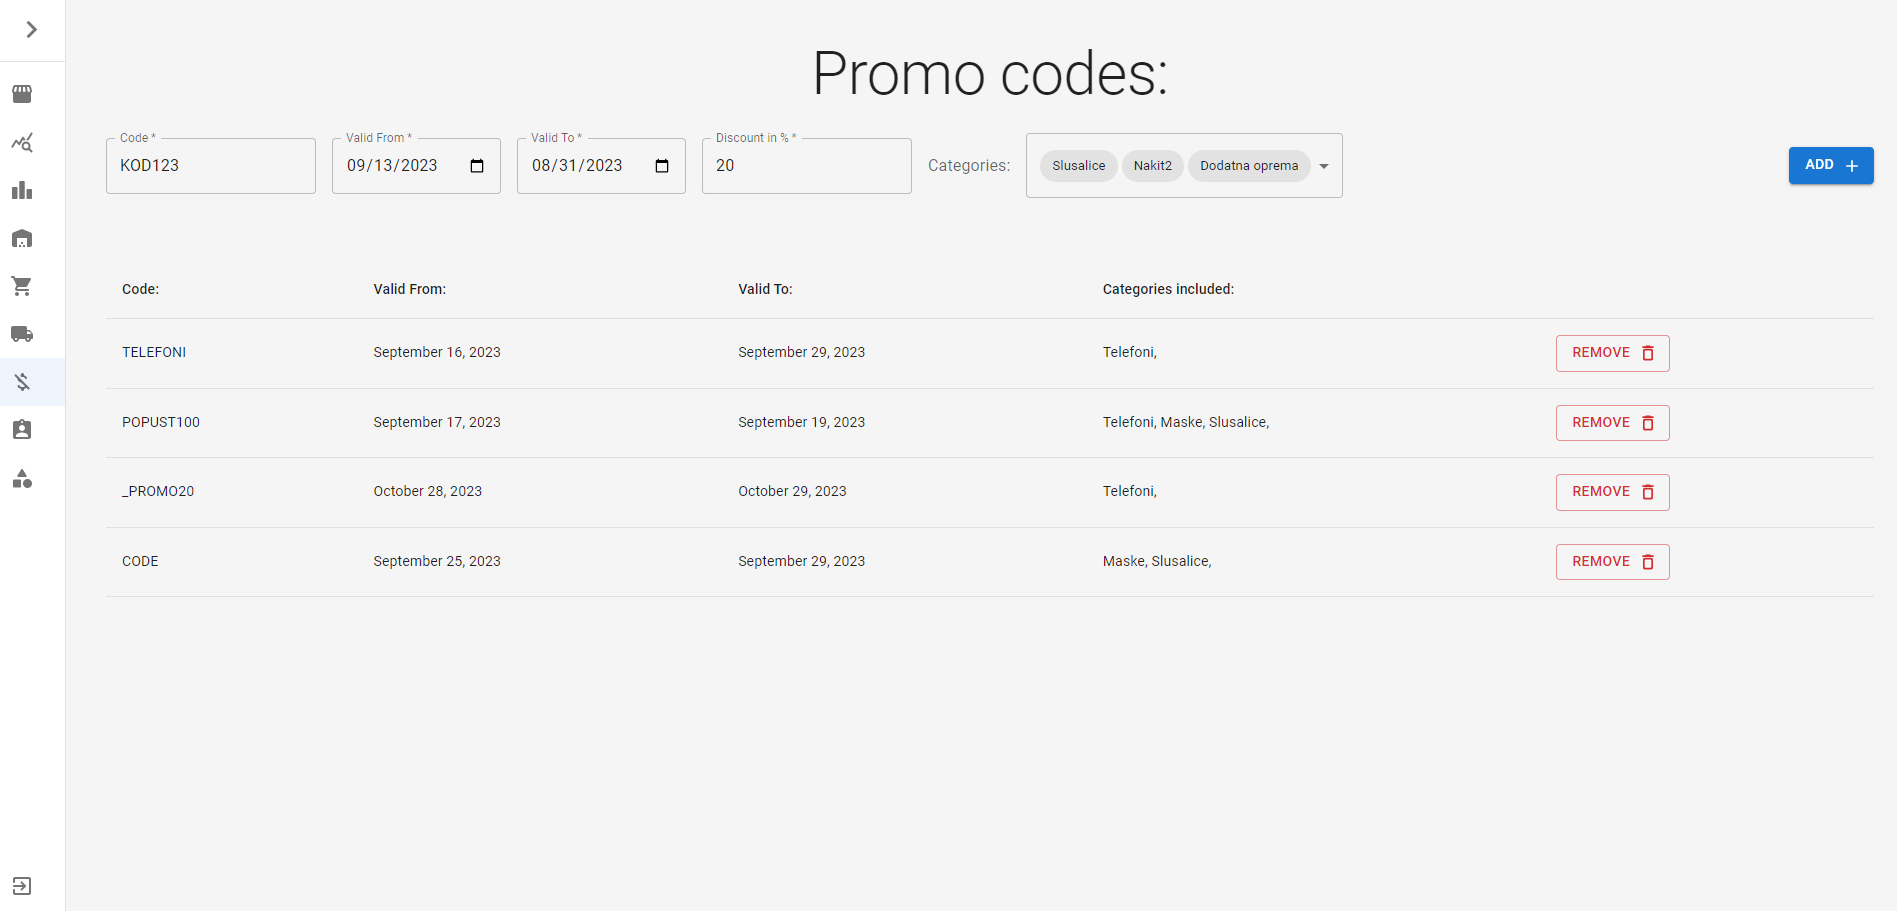 Promo codes:
Code * Valid From * Valid To * Discount in % *
KOD123 09/13/2023 08/31/2023 20 Categories: Slusalice Nakit2 Dodatna oprema ADD
Code: Valid From: Valid To: Categories included:
TELEFONI September 16, 2023 September 29, 2023 Telefoni, REMOVE
POPUST100 September 17, 2023 September 19, 2023 Telefoni, Maske, Slusalice, REMOVE
_PROMO20 October 28, 2023 October 29, 2023 Telefoni, REMOVE
CODE September 25, 2023 September 29, 2023 Maske, Slusalice, REMOVE